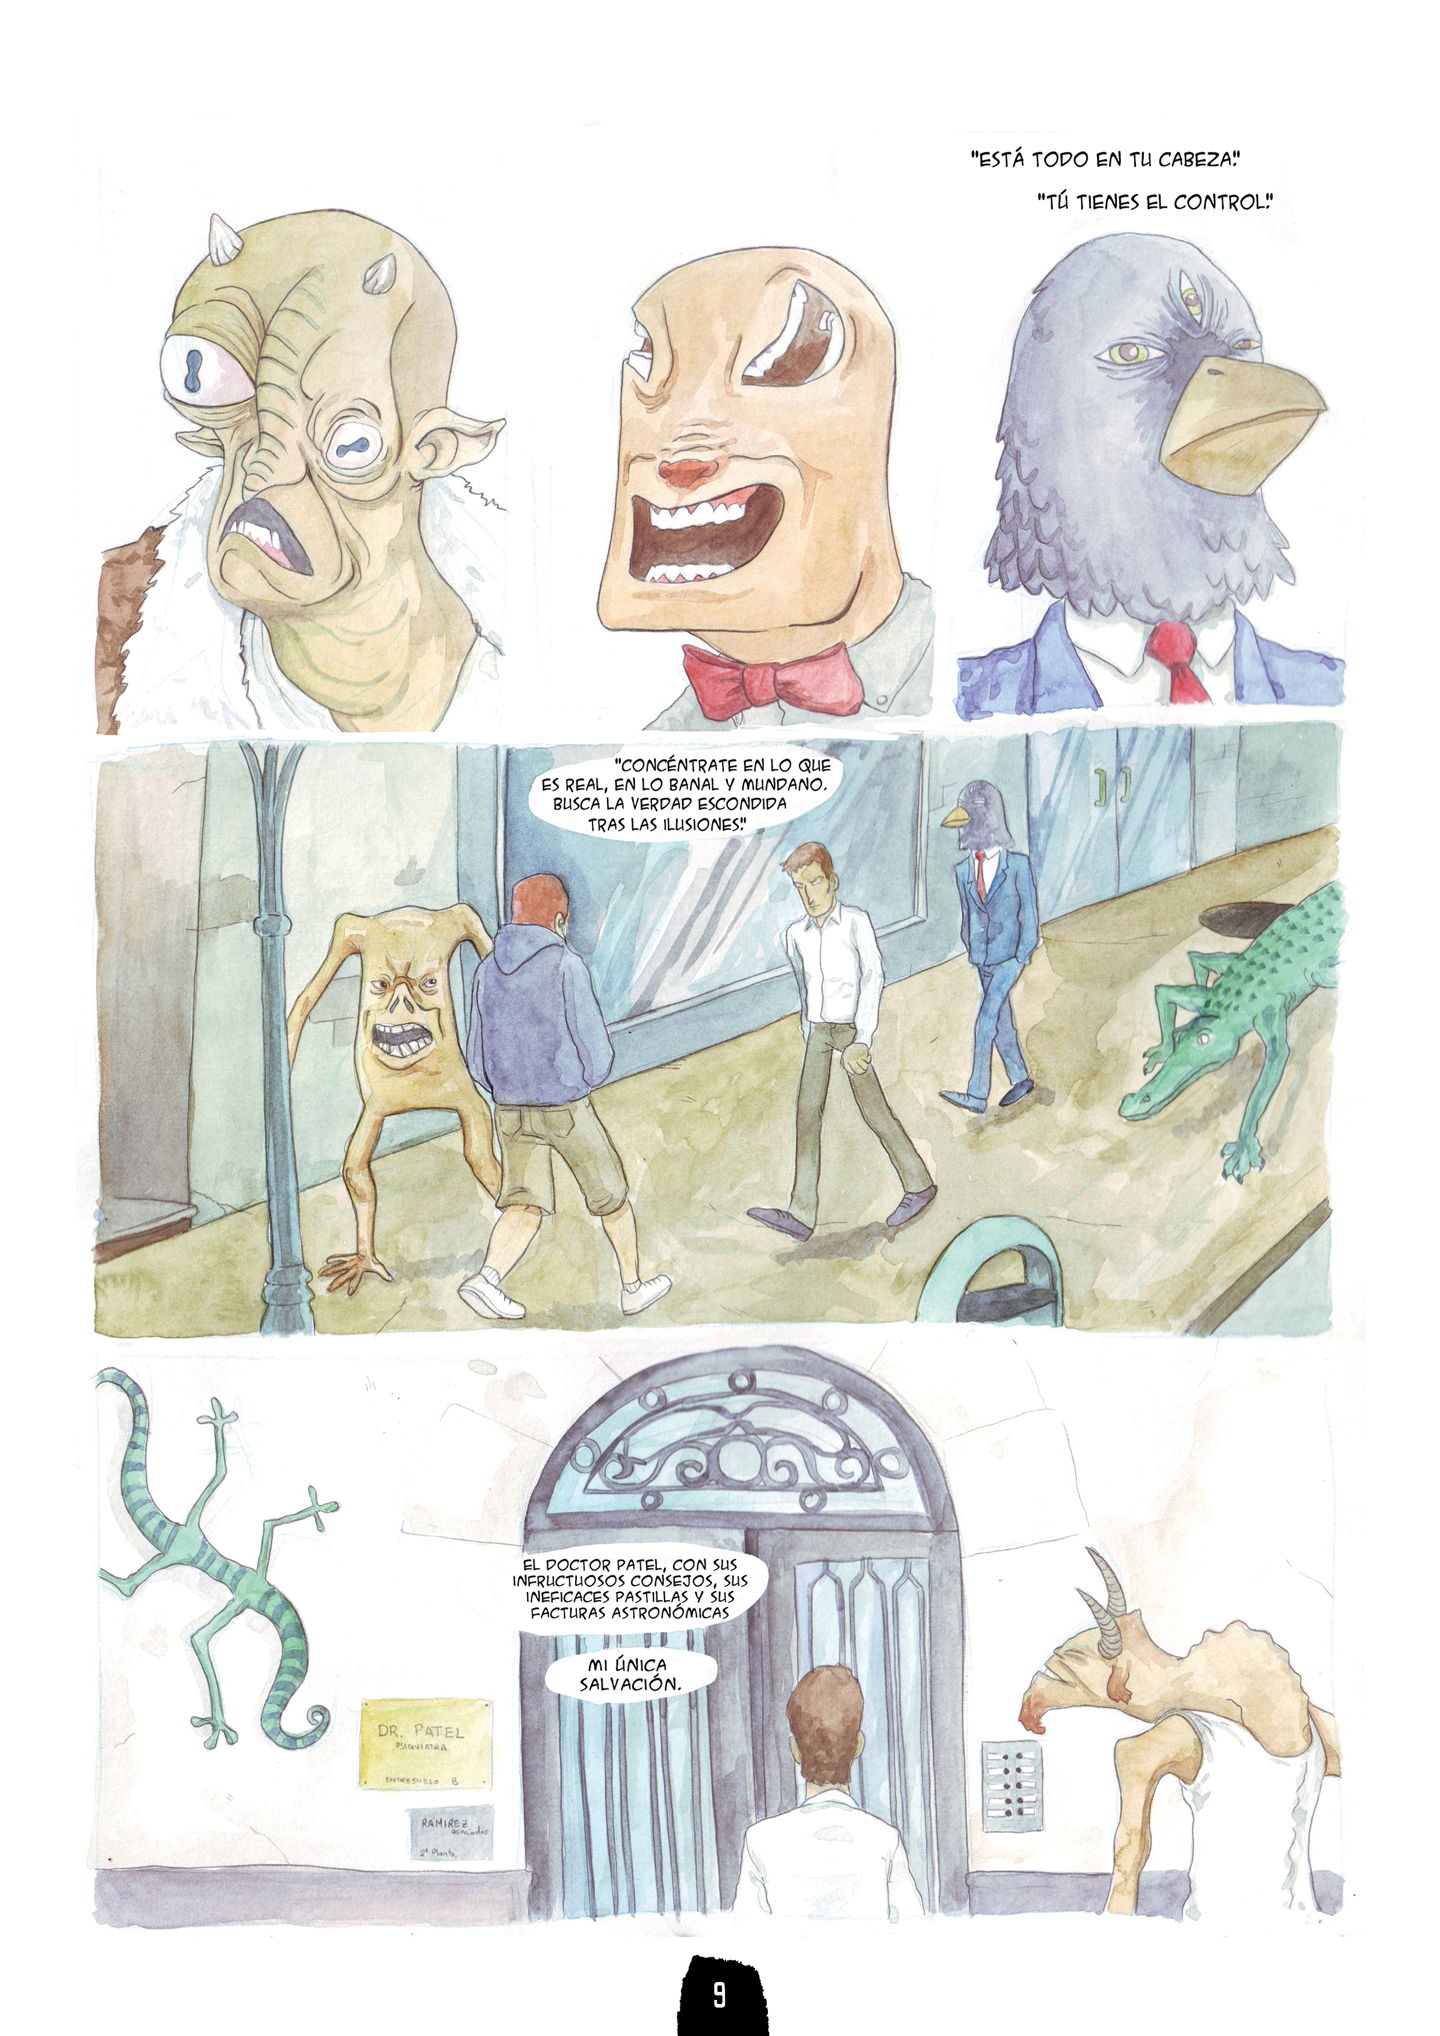 "ESTÁ TODO EN TU CABEZA."
"TÚ TIENES EL CONTROL."
"CONCÉNTRATE EN LO QUE
ES REAL, EN LO BANAL Y MUNDANO.
BUSCA LA VERDAD ESCONDIDA
TRAS LAS ILUSIONES."
EL DOCTOR PATEL, CON SUS
INFRUCTUOSOS CONSEJOS, SUS
INEFICACES PASTILLAS Y SUS
FACTURAS ASTRONÓMICAS
MI ÚNICA
SALVACIÓN.
DR. PATEL
PSIQUIATRA
ENTRESUELO B
RAMIREZ
asociados
2ª Planta.
9